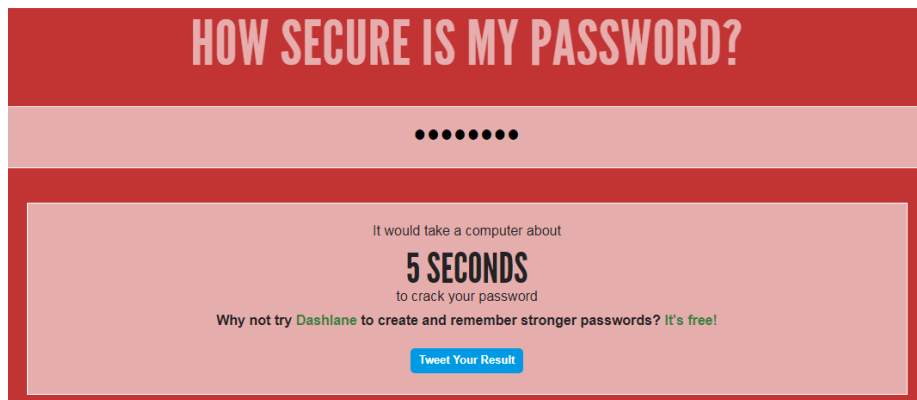 HOW SECURE IS MY PASSWORD?
••••••••
It would take a computer about
5 SECONDS
to crack your password
Why not try Dashlane to create and remember stronger passwords? It's free!
Tweet Your Result